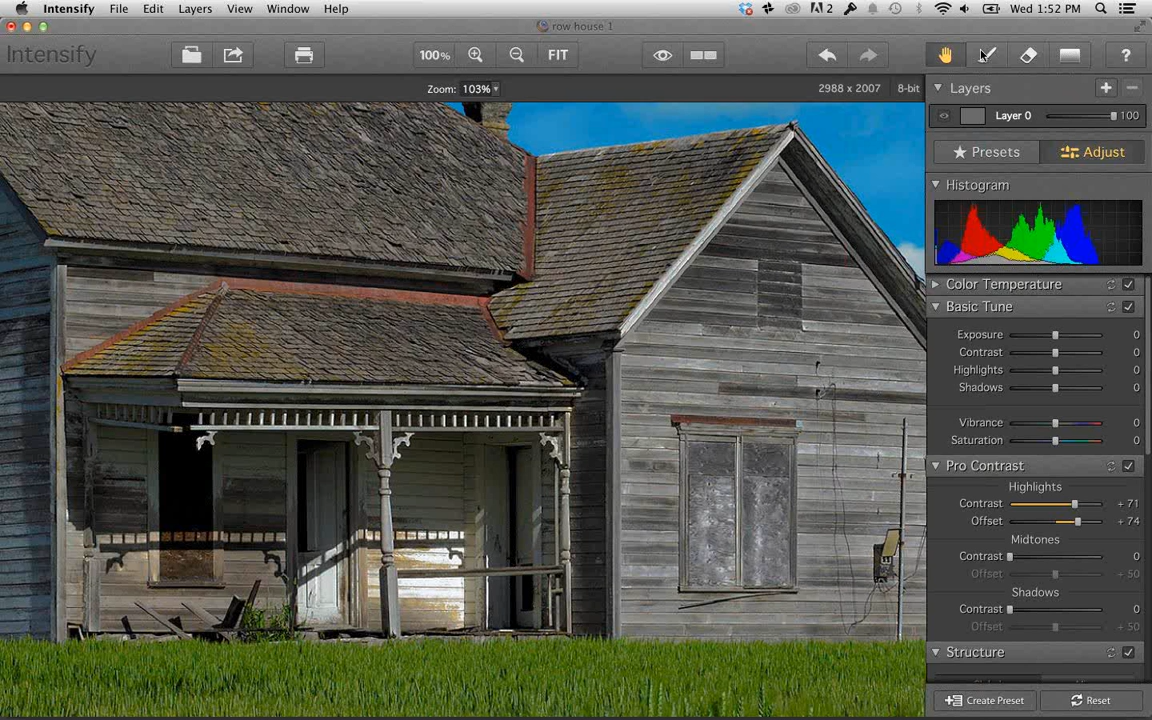 Intensify File Edit Layers View Window Help 2 Wed 1:52 PM
row house 1
Intensify 100% FIT ?
Zoom: 103% 2988 x 2007 8-bit
Layers
Layer 0 100
Presets Adjust
Histogram
Color Temperature
Basic Tune
Exposure 0
Contrast 0
Highlights 0
Shadows 0
Vibrance 0
Saturation 0
Pro Contrast
Highlights
Contrast + 71
Offset + 74
Midtones
Contrast 0
Offset + 50
Shadows
Contrast 0
Offset + 50
Structure
Create Preset Reset